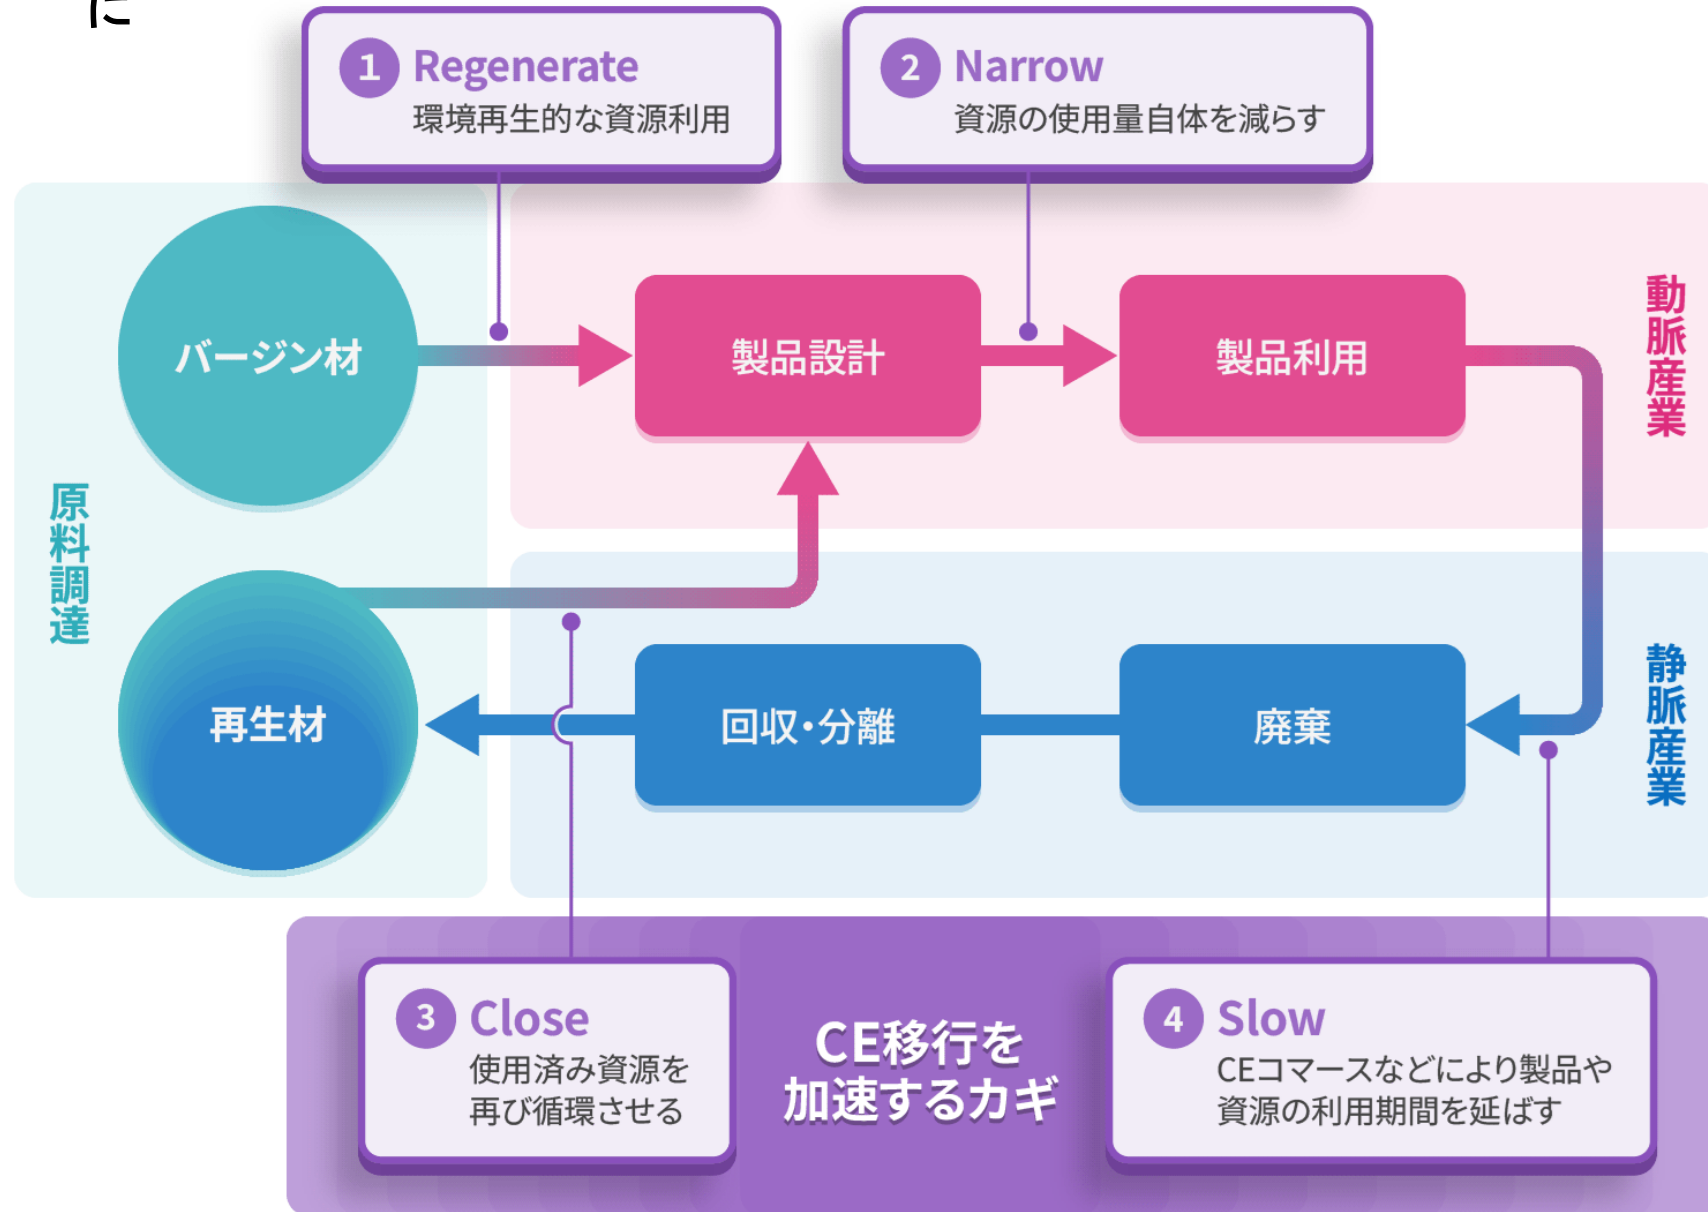 に
1 Regenerate
環境再生的な資源利用
2 Narrow
資源の使用量自体を減らす
バージン材
製品設計
製品利用
動脈産業
原料調達
再生材
回収・分離
廃棄
静脈産業
3 Close
使用済み資源を
再び循環させる
CE移行を
加速するカギ
4 Slow
CEコマースなどにより製品や
資源の利用期間を延ばす